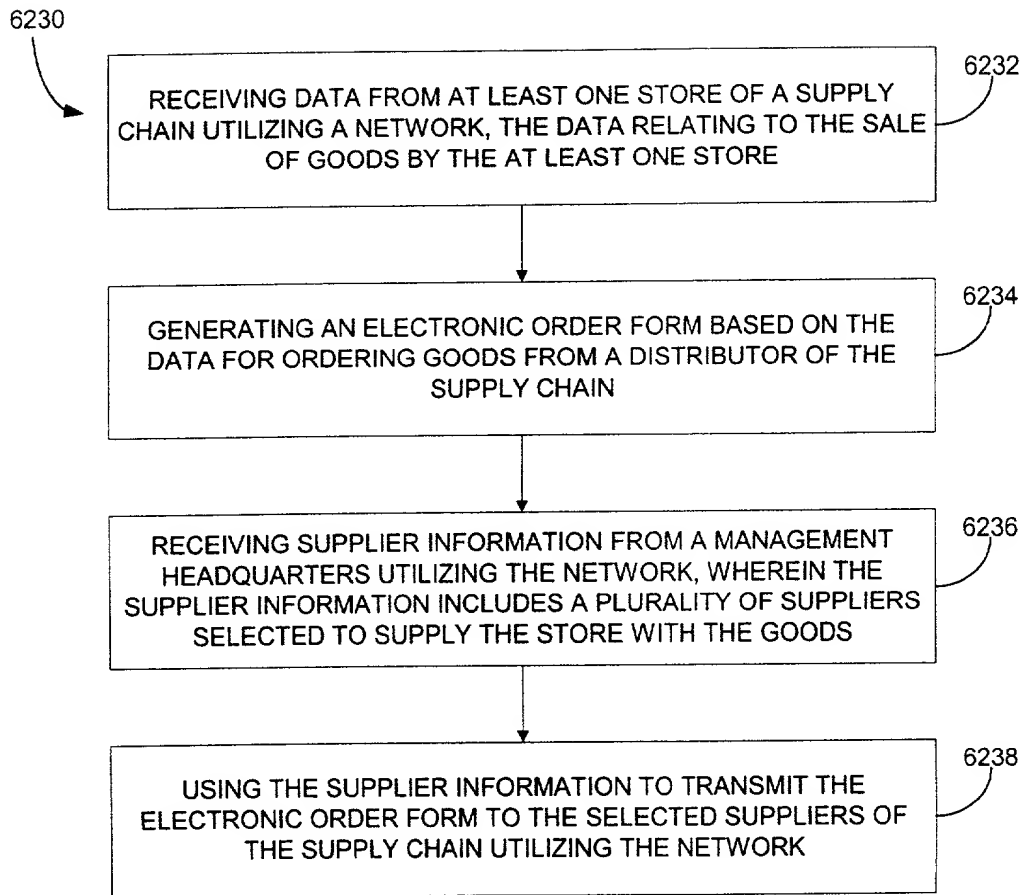 6230
6232
RECEIVING DATA FROM AT LEAST ONE STORE OF A SUPPLY
CHAIN UTILIZING A NETWORK, THE DATA RELATING TO THE SALE
OF GOODS BY THE AT LEAST ONE STORE
6234
GENERATING AN ELECTRONIC ORDER FORM BASED ON THE
DATA FOR ORDERING GOODS FROM A DISTRIBUTOR OF THE
SUPPLY CHAIN
6236
RECEIVING SUPPLIER INFORMATION FROM A MANAGEMENT
HEADQUARTERS UTILIZING THE NETWORK, WHEREIN THE
SUPPLIER INFORMATION INCLUDES A PLURALITY OF SUPPLIERS
SELECTED TO SUPPLY THE STORE WITH THE GOODS
6238
USING THE SUPPLIER INFORMATION TO TRANSMIT THE
ELECTRONIC ORDER FORM TO THE SELECTED SUPPLIERS OF
THE SUPPLY CHAIN UTILIZING THE NETWORK